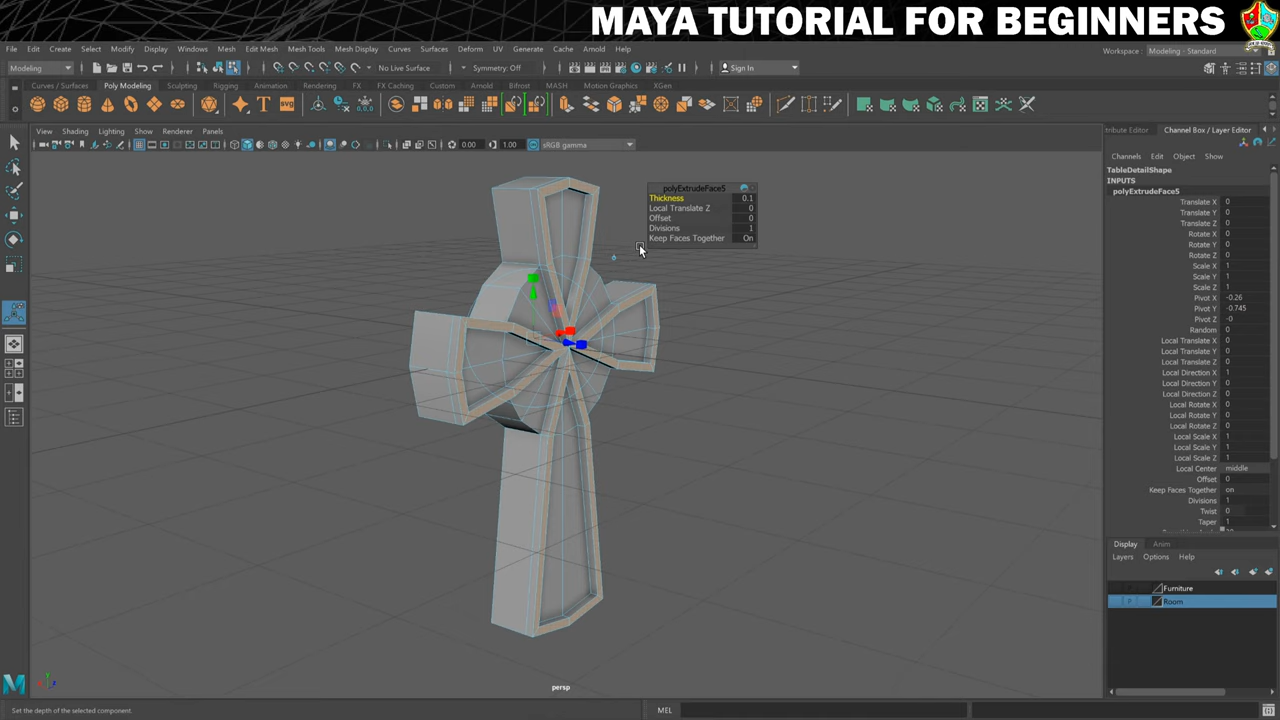 MAYA TUTORIAL FOR BEGINNERS
File Edit Create Select Modify Display Windows Mesh Edit Mesh Mesh Tools Mesh Display Curves Surfaces Deform UV Generate Cache Arnold Help
Workspace : Modeling - Standard
Modeling No Live Surface Symmetry: Off Sign In
Curves / Surfaces Poly Modeling Sculpting Rigging Animation Rendering FX FX Caching Custom Arnold Bifrost MASH Motion Graphics XGen
View Shading Lighting Show Renderer Panels
0.00 1.00 sRGB gamma
tribute Editor Channel Box / Layer Editor
Channels Edit Object Show
TableDetailShape
INPUTS
polyExtrudeFace5
Translate X 0
Translate Y 0
Translate Z 0
Rotate X 0
Rotate Y 0
Rotate Z 0
Scale X 1
Scale Y 1
Scale Z 1
Pivot X -0.26
Pivot Y -0.745
Pivot Z -0
Random 0
Local Translate X 0
Local Translate Y 0
Local Translate Z 0
Local Direction X 1
Local Direction Y 0
Local Direction Z 0
Local Rotate X 0
Local Rotate Y 0
Local Rotate Z 0
Local Scale X 1
Local Scale Y 1
Local Scale Z 1
Local Center middle
Offset 0
Keep Faces Together on
Divisions 1
Twist 0
Taper 1
polyExtrudeFace5
Thickness 0.1
Local Translate Z 0
Offset 0
Divisions 1
Keep Faces Together On
Display Anim
Layers Options Help
Furniture
P Room
persp
Set the depth of the selected component.
MEL